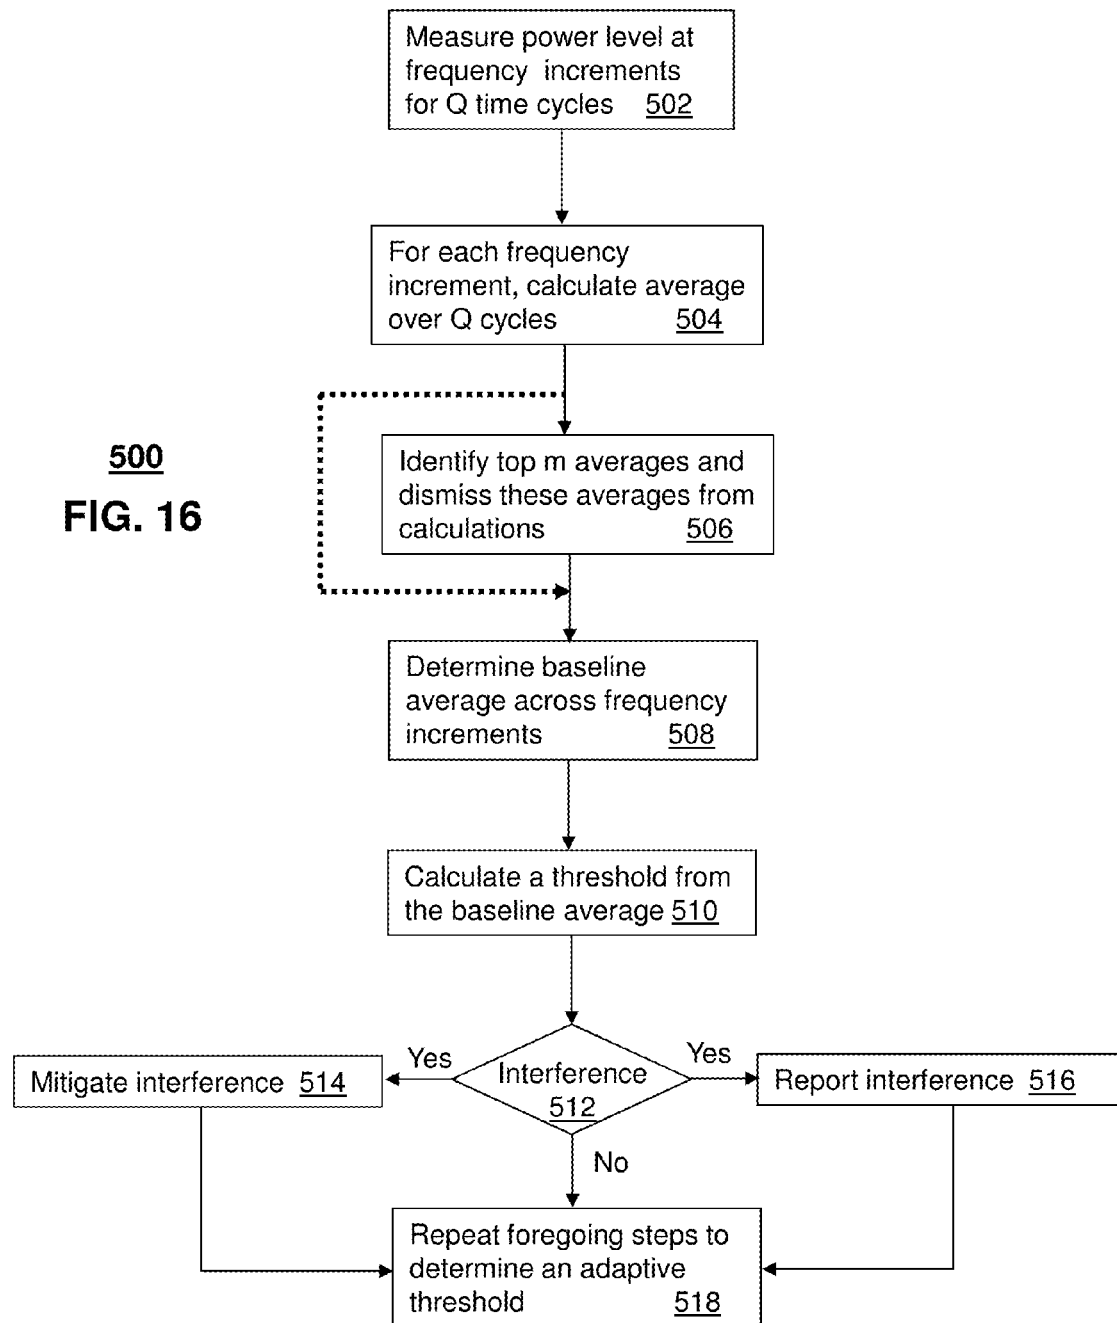 Measure power level at
frequency increments
for Q time cycles 502
For each frequency
increment, calculate average
over Q cycles 504
500
FIG. 16
Identify top m averages and
dismiss these averages from
calculations 506
Determine baseline
average across frequency
increments 508
Calculate a threshold from
the baseline average 510
Yes
Yes
Mitigate interference 514
Interference
512
Report interference 516
No
Repeat foregoing steps to
determine an adaptive
threshold 518